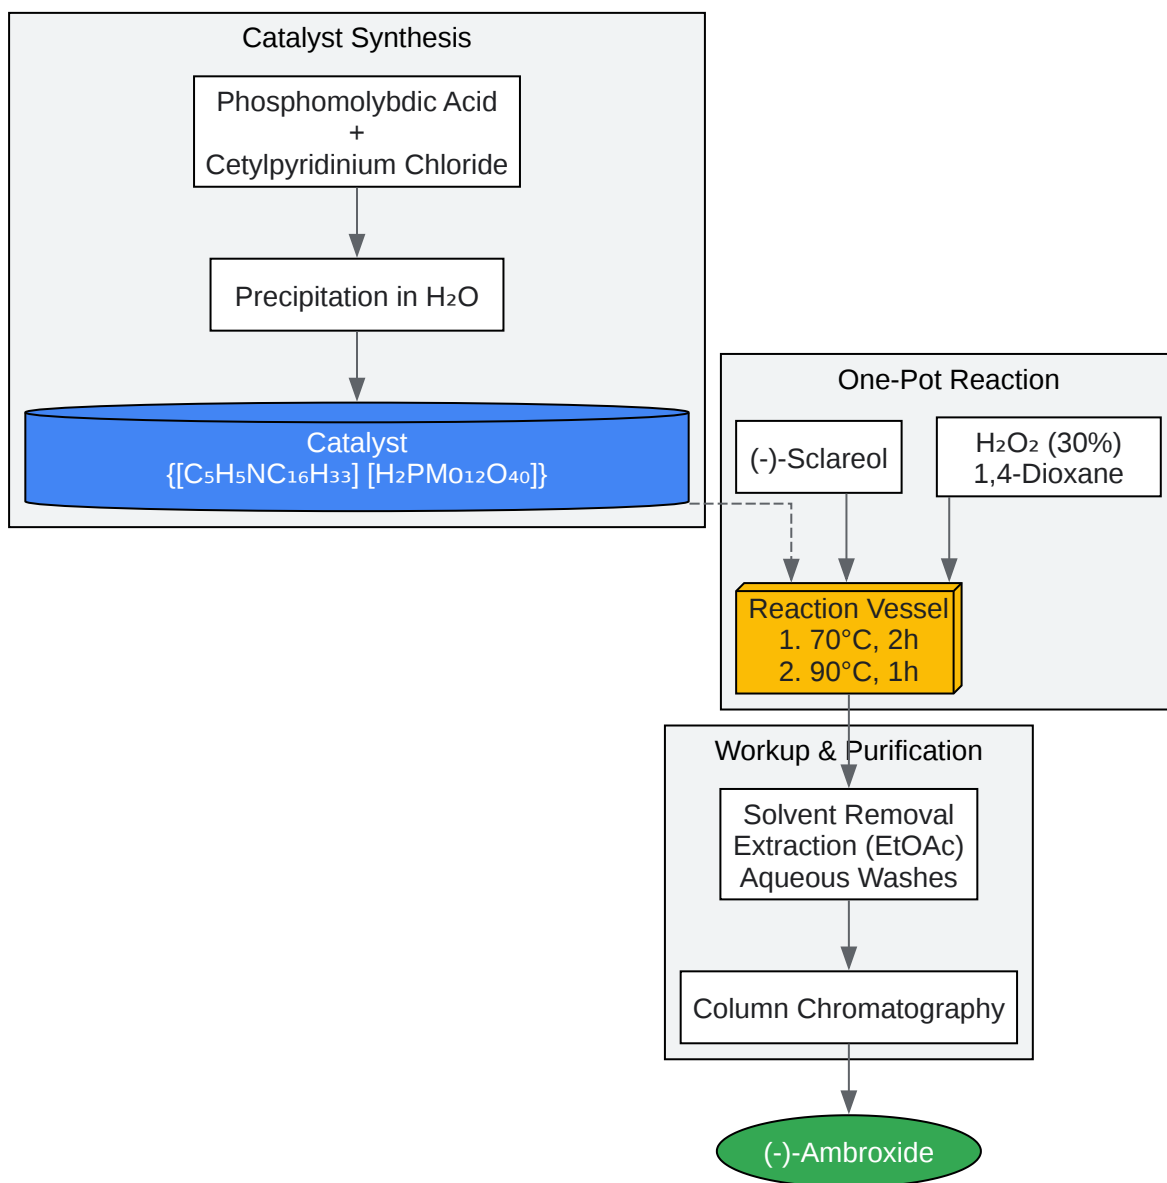 Catalyst Synthesis
Phosphomolybdic Acid
+
Cetylpyridinium Chloride
Precipitation in H₂O
Catalyst
{[C₅H₅NC₁₆H₃₃] [H₂PMo₁₂O₄₀]}
One-Pot Reaction
(-)-Sclareol
H₂O₂ (30%)
1,4-Dioxane
Reaction Vessel
1. 70°C, 2h
2. 90°C, 1h
Workup & Purification
Solvent Removal
Extraction (EtOAc)
Aqueous Washes
Column Chromatography
(-)-Ambroxide